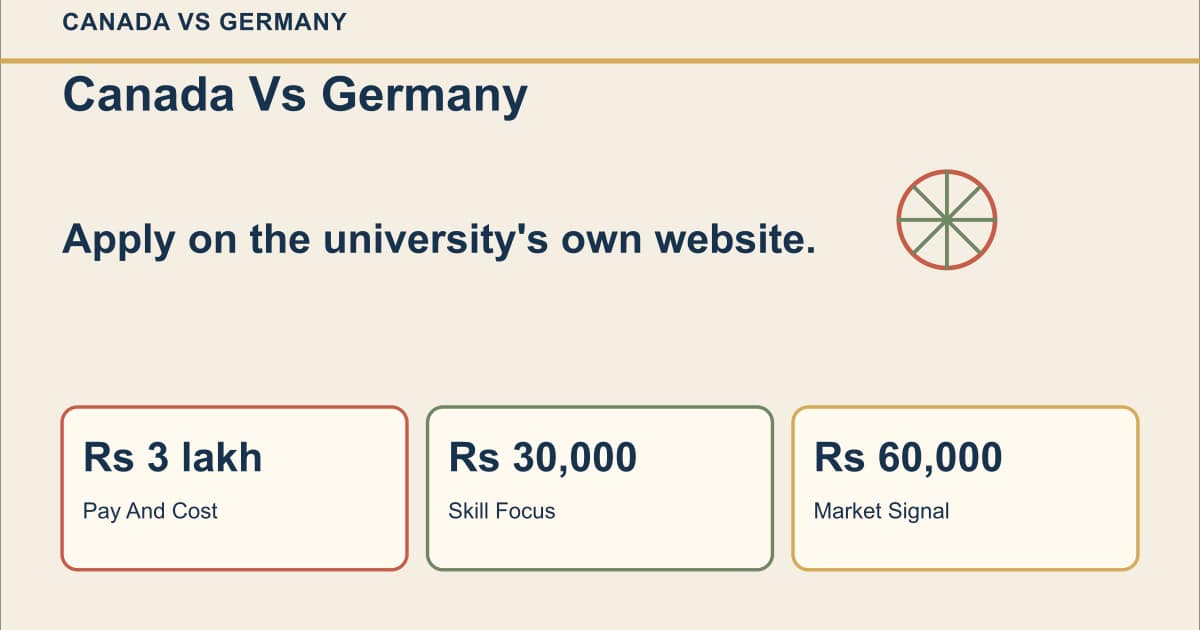 CANADA VS GERMANY
Canada Vs Germany
Apply on the university's own website.
Rs 3 lakh
Pay And Cost
Rs 30,000
Skill Focus
Rs 60,000
Market Signal